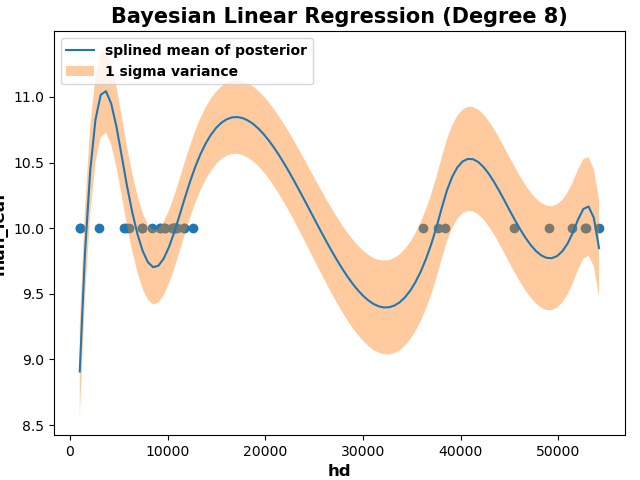 Bayesian Linear Regression (Degree 8)
splined mean of posterior
1 sigma variance
11.0
10.5
10.0
9.5
9.0
8.5
0 10000 20000 30000 40000 50000
hd